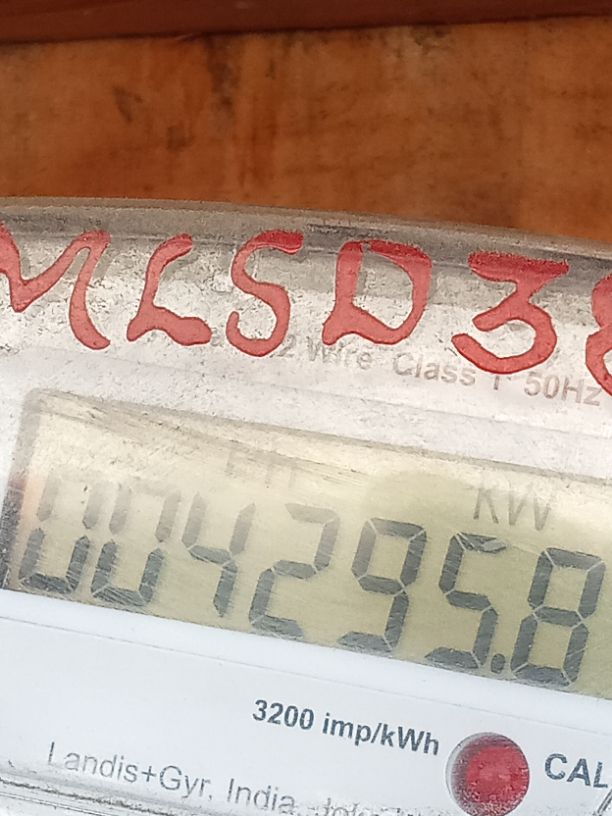 MLSD38
2 Wire Class 1 50Hz
kW
004295.8
3200 imp/kWh
CAL
Landis+Gyr, India